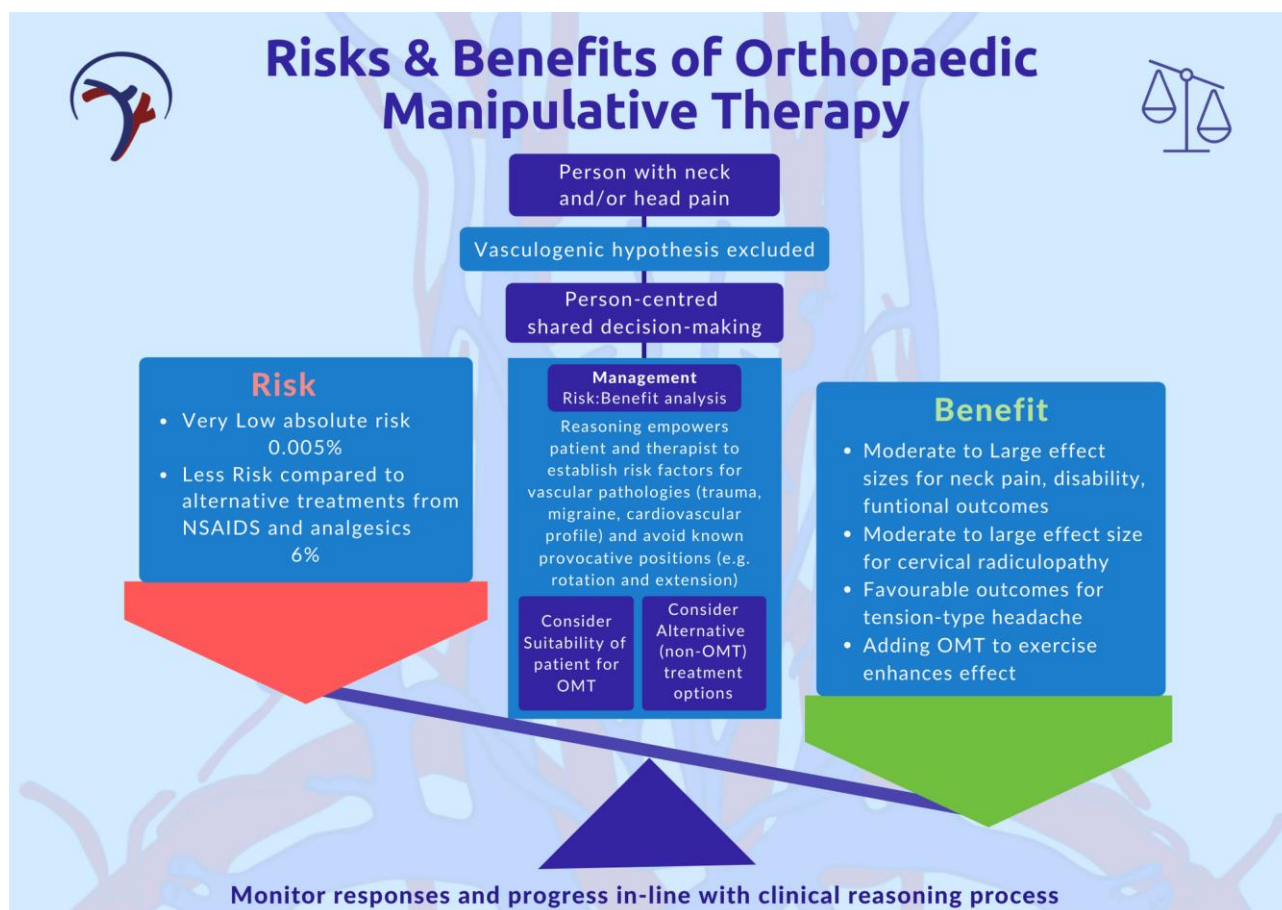 Risks & Benefits of Orthopaedic
Manipulative Therapy
Person with neck
and/or head pain
Vasculogenic hypothesis excluded
Person-centred
shared decision-making
Risk
• Very Low absolute risk
0.005%
• Less Risk compared to
alternative treatments from
NSAIDS and analgesics
6%
Management
Risk:Benefit analysis
Reasoning empowers
patient and therapist to
establish risk factors for
vascular pathologies (trauma,
migraine, cardiovascular
profile) and avoid known
provocative positions (e.g.
rotation and extension)
Consider
Suitability of
patient for
OMT
Consider
Alternative
(non-OMT)
treatment
options
Benefit
• Moderate to Large effect
sizes for neck pain, disability,
funtional outcomes
• Moderate to large effect size
for cervical radiculopathy
• Favourable outcomes for
tension-type headache
• Adding OMT to exercise
enhances effect
Monitor responses and progress in-line with clinical reasoning process